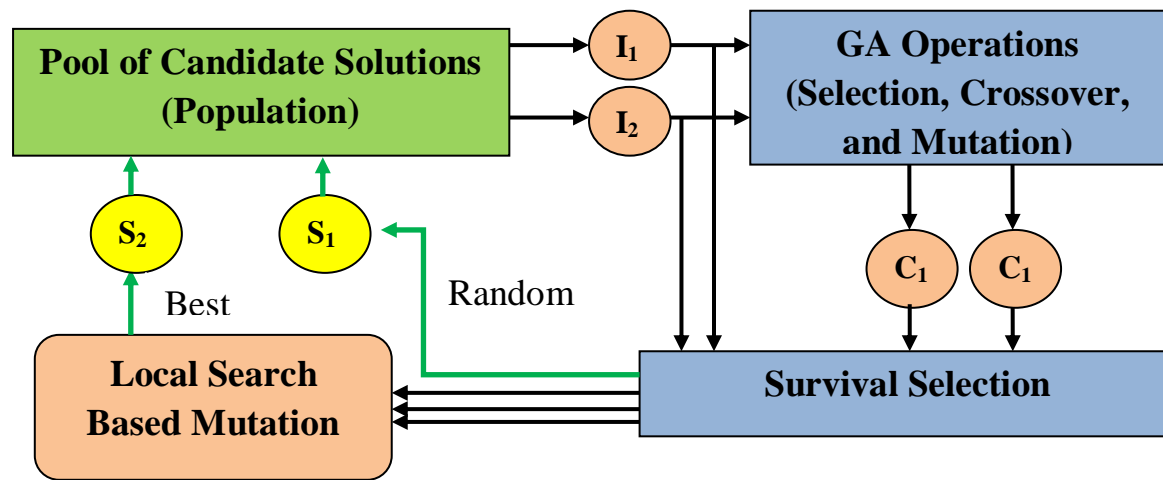 Pool of Candidate Solutions
(Population)
I₁
I₂
GA Operations
(Selection, Crossover,
and Mutation)
S₂
S₁
C₁
C₁
Best
Random
Local Search
Based Mutation
Survival Selection